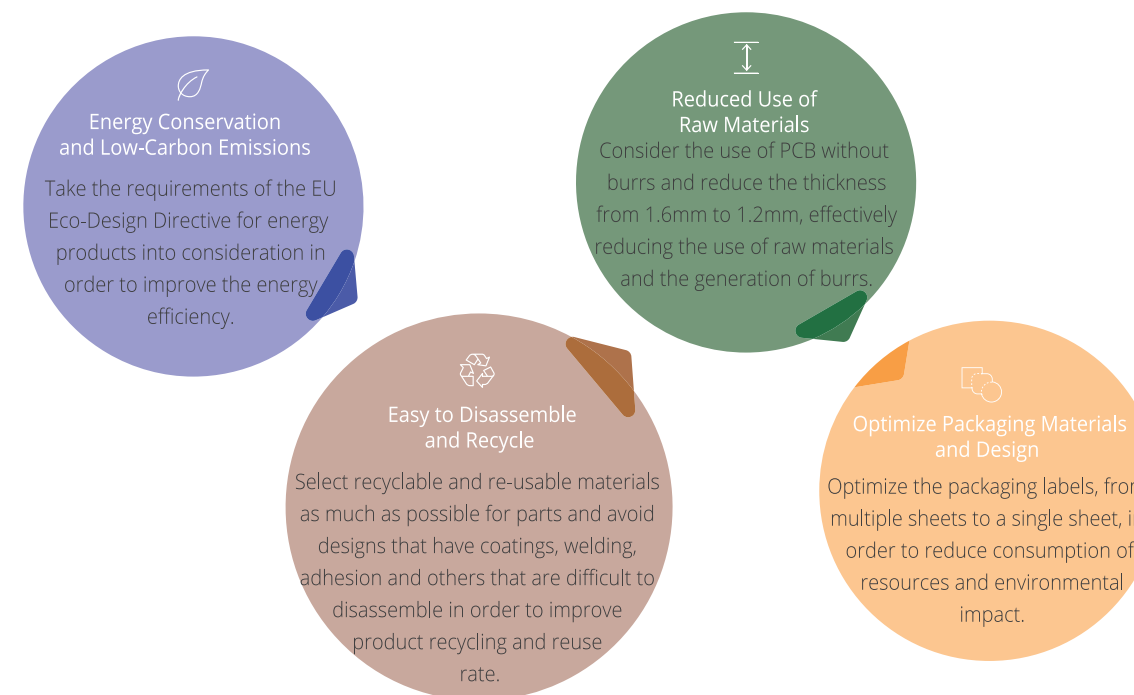 Energy Conservation
and Low-Carbon Emissions
Take the requirements of the EU
Eco-Design Directive for energy
products into consideration in
order to improve the energy
efficiency.
Reduced Use of
Raw Materials
Consider the use of PCB without
burrs and reduce the thickness
from 1.6mm to 1.2mm, effectively
reducing the use of raw materials
and the generation of burrs.
Easy to Disassemble
and Recycle
Select recyclable and re-usable materials
as much as possible for parts and avoid
designs that have coatings, welding,
adhesion and others that are difficult to
disassemble in order to improve
product recycling and reuse
rate.
Optimize Packaging Materials
and Design
Optimize the packaging labels,
multiple sheets to a single sheet,
order to reduce consumption of
resources and environmental
impact.